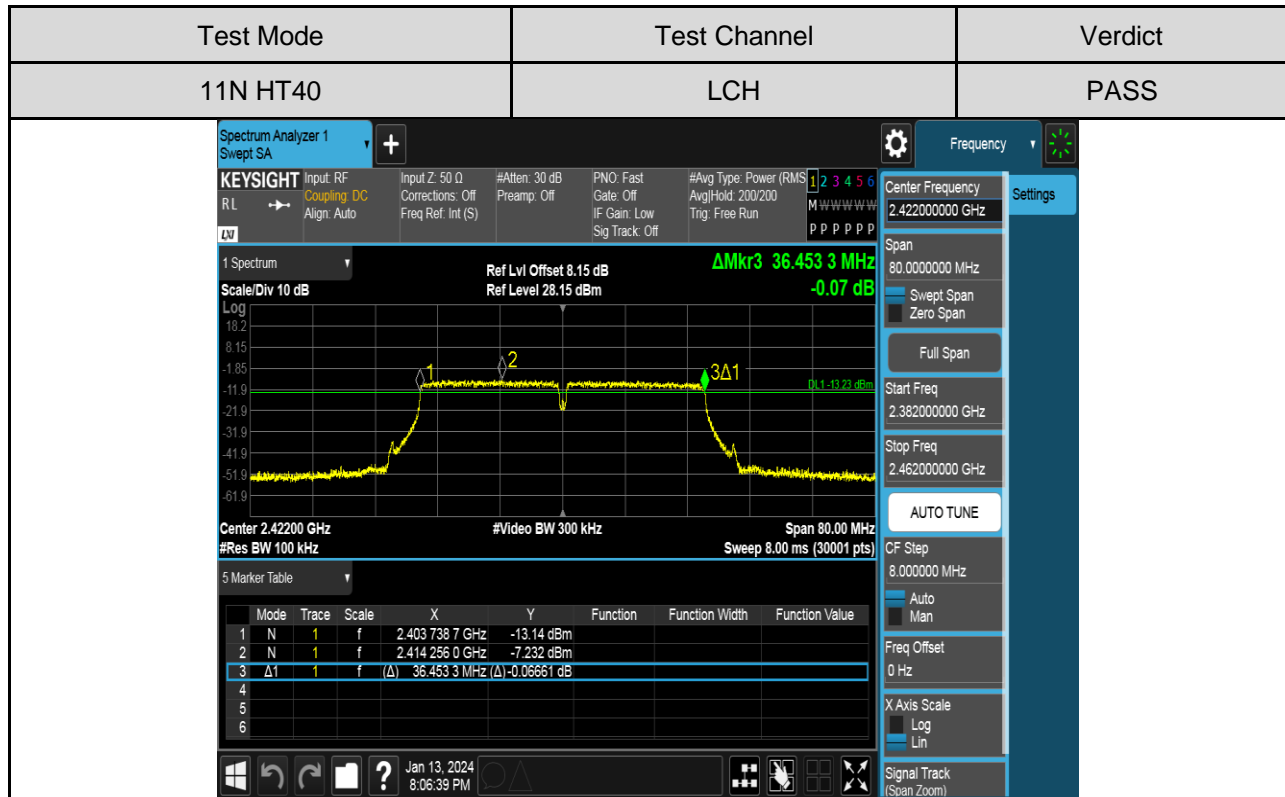 Test Mode Test Channel Verdict
11N HT40 LCH PASS
Spectrum Analyzer 1
Swept SA
+
Frequency
KEYSIGHT
RL
LXI
Input: RF
Coupling: DC
Align: Auto
Input Z: 50 Ω
Corrections: Off
Freq Ref: Int (S)
#Atten: 30 dB
Preamp: Off
PNO: Fast
Gate: Off
IF Gain: Low
Sig Track: Off
#Avg Type: Power (RMS
Avg|Hold: 200/200
Trig: Free Run
1 2 3 4 5 6
M W W W W W
P P P P P P
1 Spectrum
Scale/Div 10 dB
Ref Lvl Offset 8.15 dB
Ref Level 28.15 dBm
ΔMkr3 36.453 3 MHz
-0.07 dB
Log
18.2
8.15
-1.85
-11.9
-21.9
-31.9
-41.9
-51.9
-61.9
1
2
3Δ1
DL1 -13.23 dBm
Center 2.42200 GHz
#Res BW 100 kHz
#Video BW 300 kHz
Span 80.00 MHz
Sweep 8.00 ms (30001 pts)
5 Marker Table
Mode Trace Scale X Y Function Function Width Function Value
1 N 1 f 2.403 738 7 GHz -13.14 dBm
2 N 1 f 2.414 256 0 GHz -7.232 dBm
3 Δ1 1 f (Δ) 36.453 3 MHz (Δ) -0.06661 dB
4
5
6
?
Jan 13, 2024
8:06:39 PM
Center Frequency
2.422000000 GHz
Settings
Span
80.0000000 MHz
Swept Span
Zero Span
Full Span
Start Freq
2.382000000 GHz
Stop Freq
2.462000000 GHz
AUTO TUNE
CF Step
8.000000 MHz
Auto
Man
Freq Offset
0 Hz
X Axis Scale
Log
Lin
Signal Track
(Span Zoom)